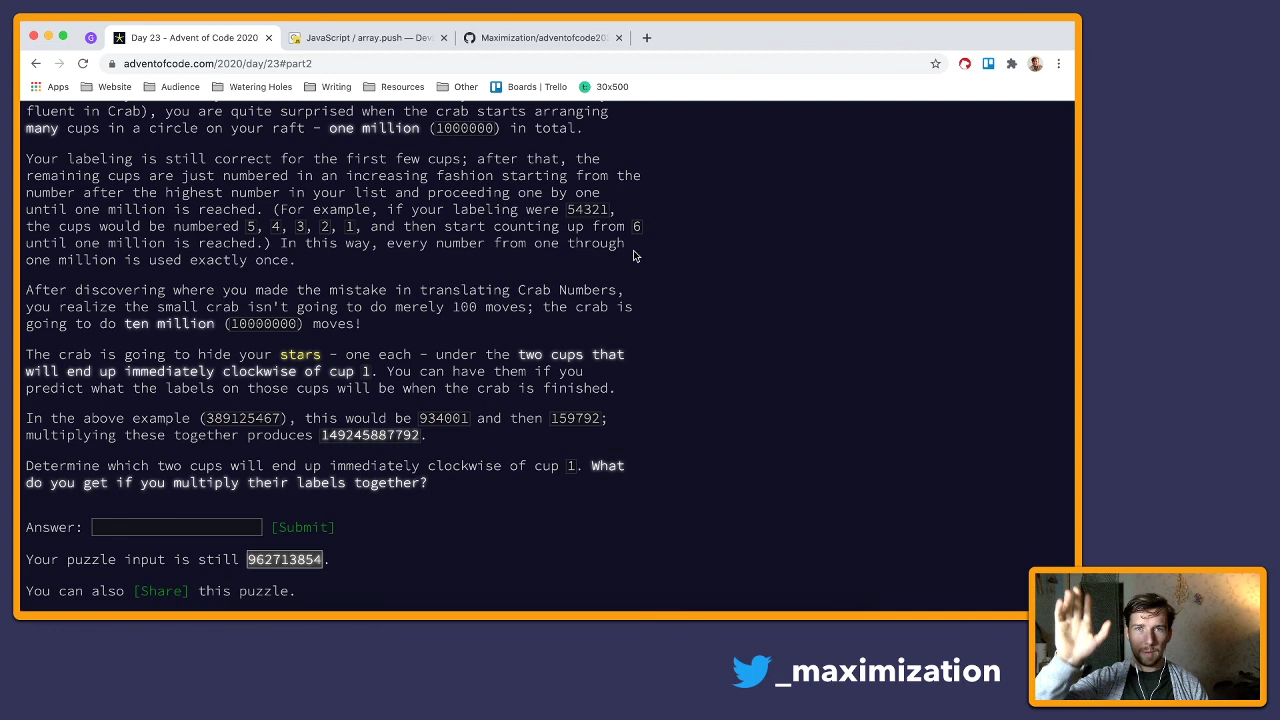 Day 23 - Advent of Code 2020
JavaScript / array.push — Dev
Maximization/adventofcode202
adventofcode.com/2020/day/23#part2
Apps Website Audience Watering Holes Writing Resources Other Boards | Trello 30x500
fluent in Crab), you are quite surprised when the crab starts arranging
many cups in a circle on your raft - one million (1000000) in total.
Your labeling is still correct for the first few cups; after that, the
remaining cups are just numbered in an increasing fashion starting from the
number after the highest number in your list and proceeding one by one
until one million is reached. (For example, if your labeling were 54321,
the cups would be numbered 5, 4, 3, 2, 1, and then start counting up from 6
until one million is reached.) In this way, every number from one through
one million is used exactly once.
After discovering where you made the mistake in translating Crab Numbers,
you realize the small crab isn't going to do merely 100 moves; the crab is
going to do ten million (10000000) moves!
The crab is going to hide your stars - one each - under the two cups that
will end up immediately clockwise of cup 1. You can have them if you
predict what the labels on those cups will be when the crab is finished.
In the above example (389125467), this would be 934001 and then 159792;
multiplying these together produces 149245887792.
Determine which two cups will end up immediately clockwise of cup 1. What
do you get if you multiply their labels together?
Answer: [Submit]
Your puzzle input is still 962713854.
You can also [Share] this puzzle.
_maximization